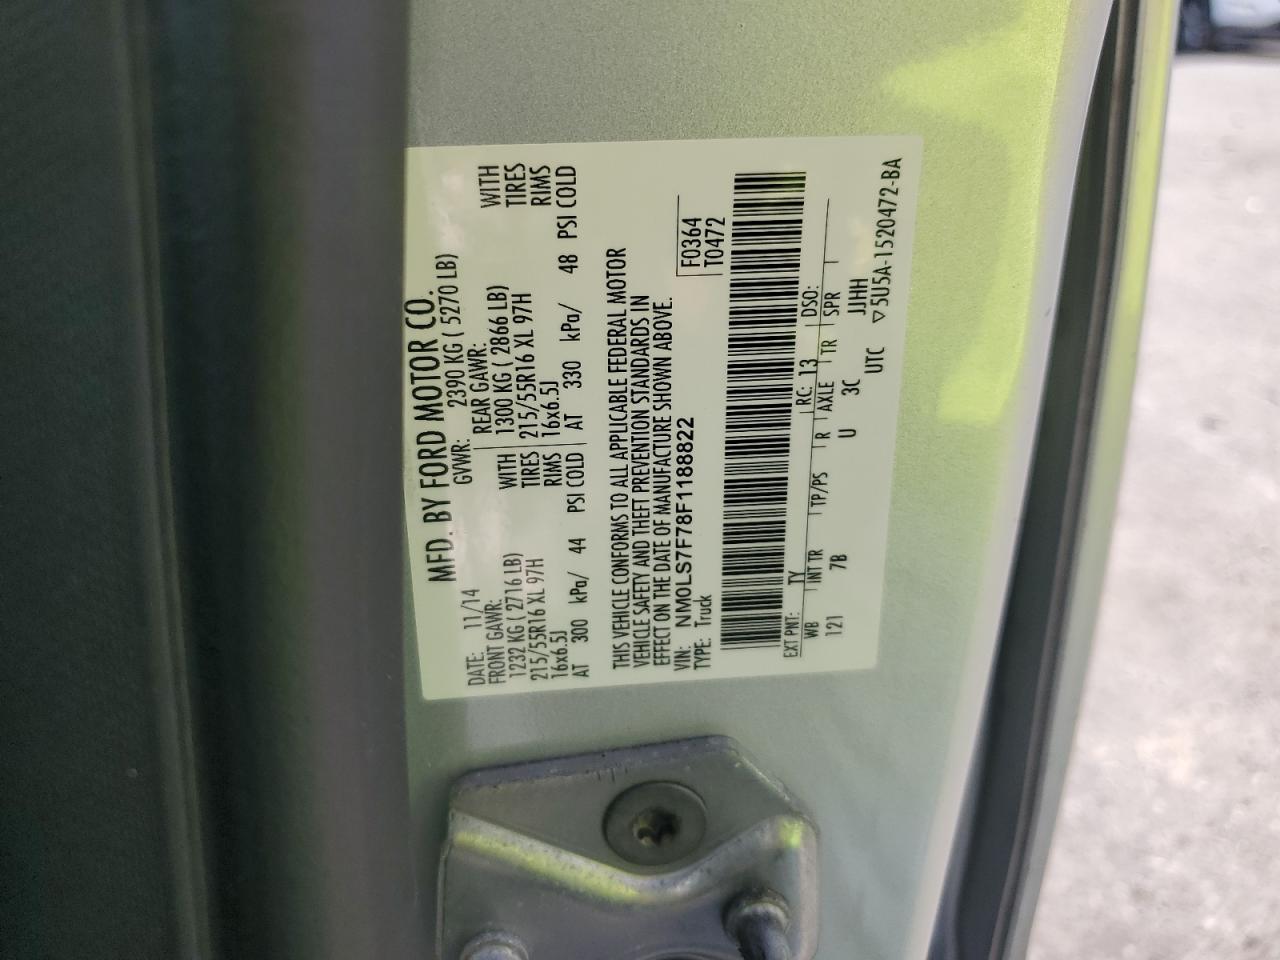 MFD. BY FORD MOTOR CO.
DATE: 11/14 GVWR: 2390 KG ( 5270 LB)
FRONT GAWR: REAR GAWR:
1232 KG ( 2716 LB) WITH 1300 KG ( 2866 LB) WITH
215/55R16 XL 97H TIRES 215/55R16 XL 97H TIRES
16x6.5J RIMS 16x6.5J RIMS
AT 300 kPa/ 44 PSI COLD AT 330 kPa/ 48 PSI COLD
THIS VEHICLE CONFORMS TO ALL APPLICABLE FEDERAL MOTOR
VEHICLE SAFETY AND THEFT PREVENTION STANDARDS IN
EFFECT ON THE DATE OF MANUFACTURE SHOWN ABOVE.
VIN: NM0LS7F78F1188822 F0364
TYPE: Truck T0472
EXT PNT: TY RC: 13 DSO:
WB INT TR TP/PS R AXLE TR SPR
121 7B U 3C JJHH
UTC ▽5U5A-1520472-BA